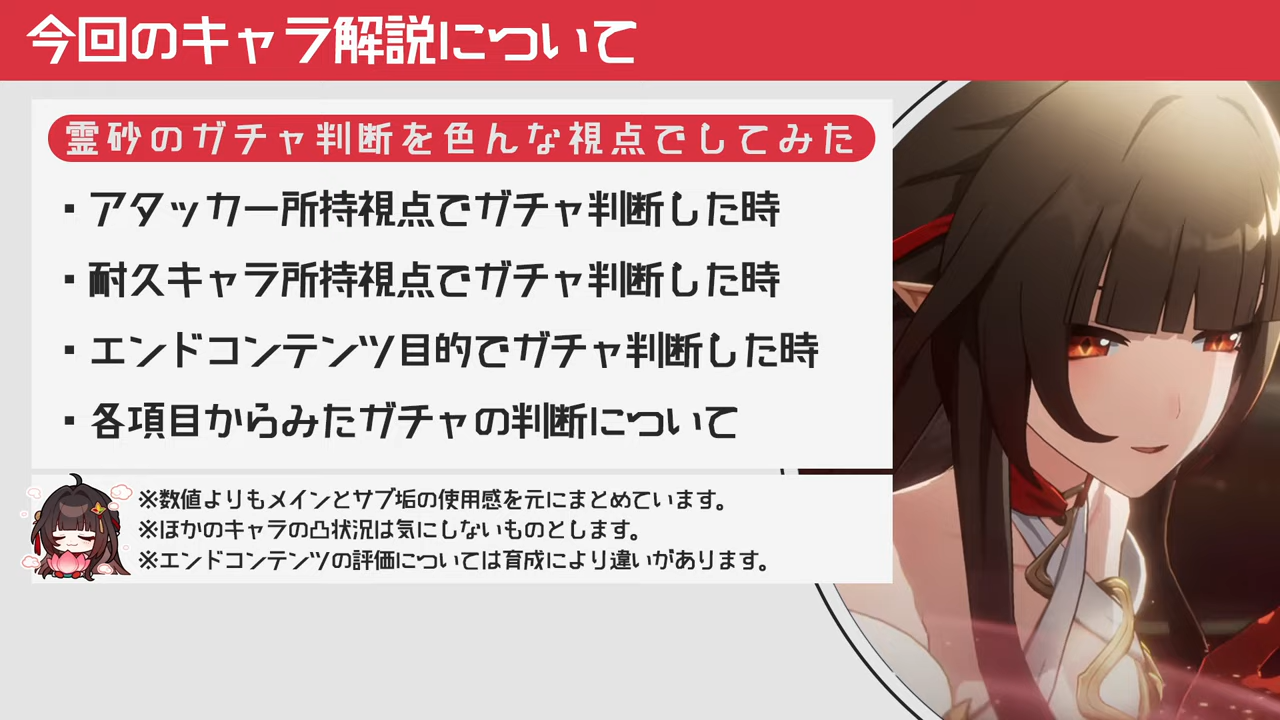 今回のキャラ解説について
霊砂のガチャ判断を色んな視点でしてみた
・アタッカー所持視点でガチャ判断した時
・耐久キャラ所持視点でガチャ判断した時
・エンドコンテンツ目的でガチャ判断した時
・各項目からみたガチャの判断について
※数値よりもメインとサブ垢の使用感を元にまとめています。
※ほかのキャラの凸状況は気にしないものとします。
※エンドコンテンツの評価については育成により違いがあります。